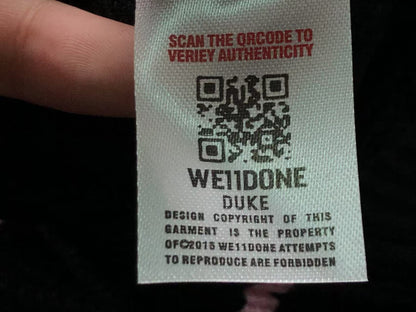 SCAN THE QRCODE TO
VERIEY AUTHENTICITY
WE11DONE
DUKE
DESIGN COPYRIGHT OF THIS
GARMENT IS THE PROPERTY
OF©2015 WE11DONE ATTEMPTS
TO REPRODUCE ARE FORBIDDEN